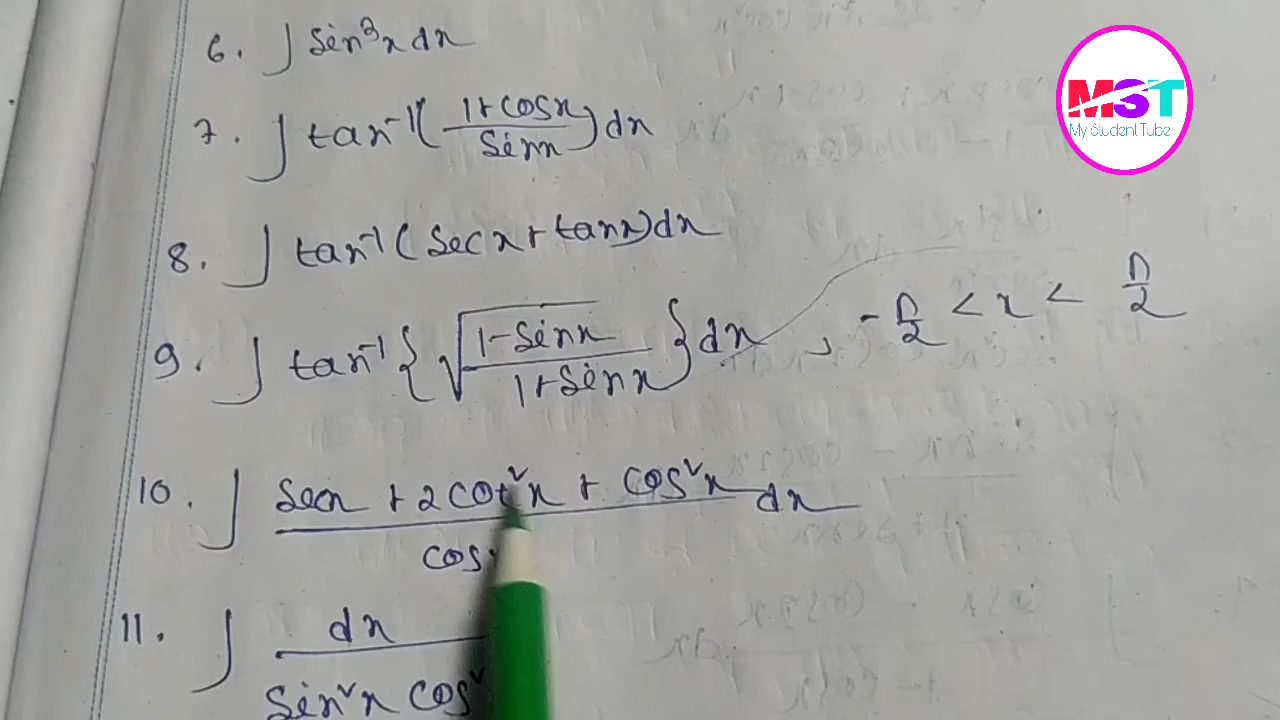 6. ∫ sin³x dx
MST
My Student Tube
7. ∫ tan⁻¹( (1+cosx)/sinx ) dx
8. ∫ tan⁻¹( secx + tanx) dx
9. ∫ tan⁻¹{ √((1-sinx)/(1+sinx)) } dx , -π/2 < x < π/2
10. ∫ (secx + 2cot²x + cos²x)/cos dx
11. ∫ dx/(sin²x cos²